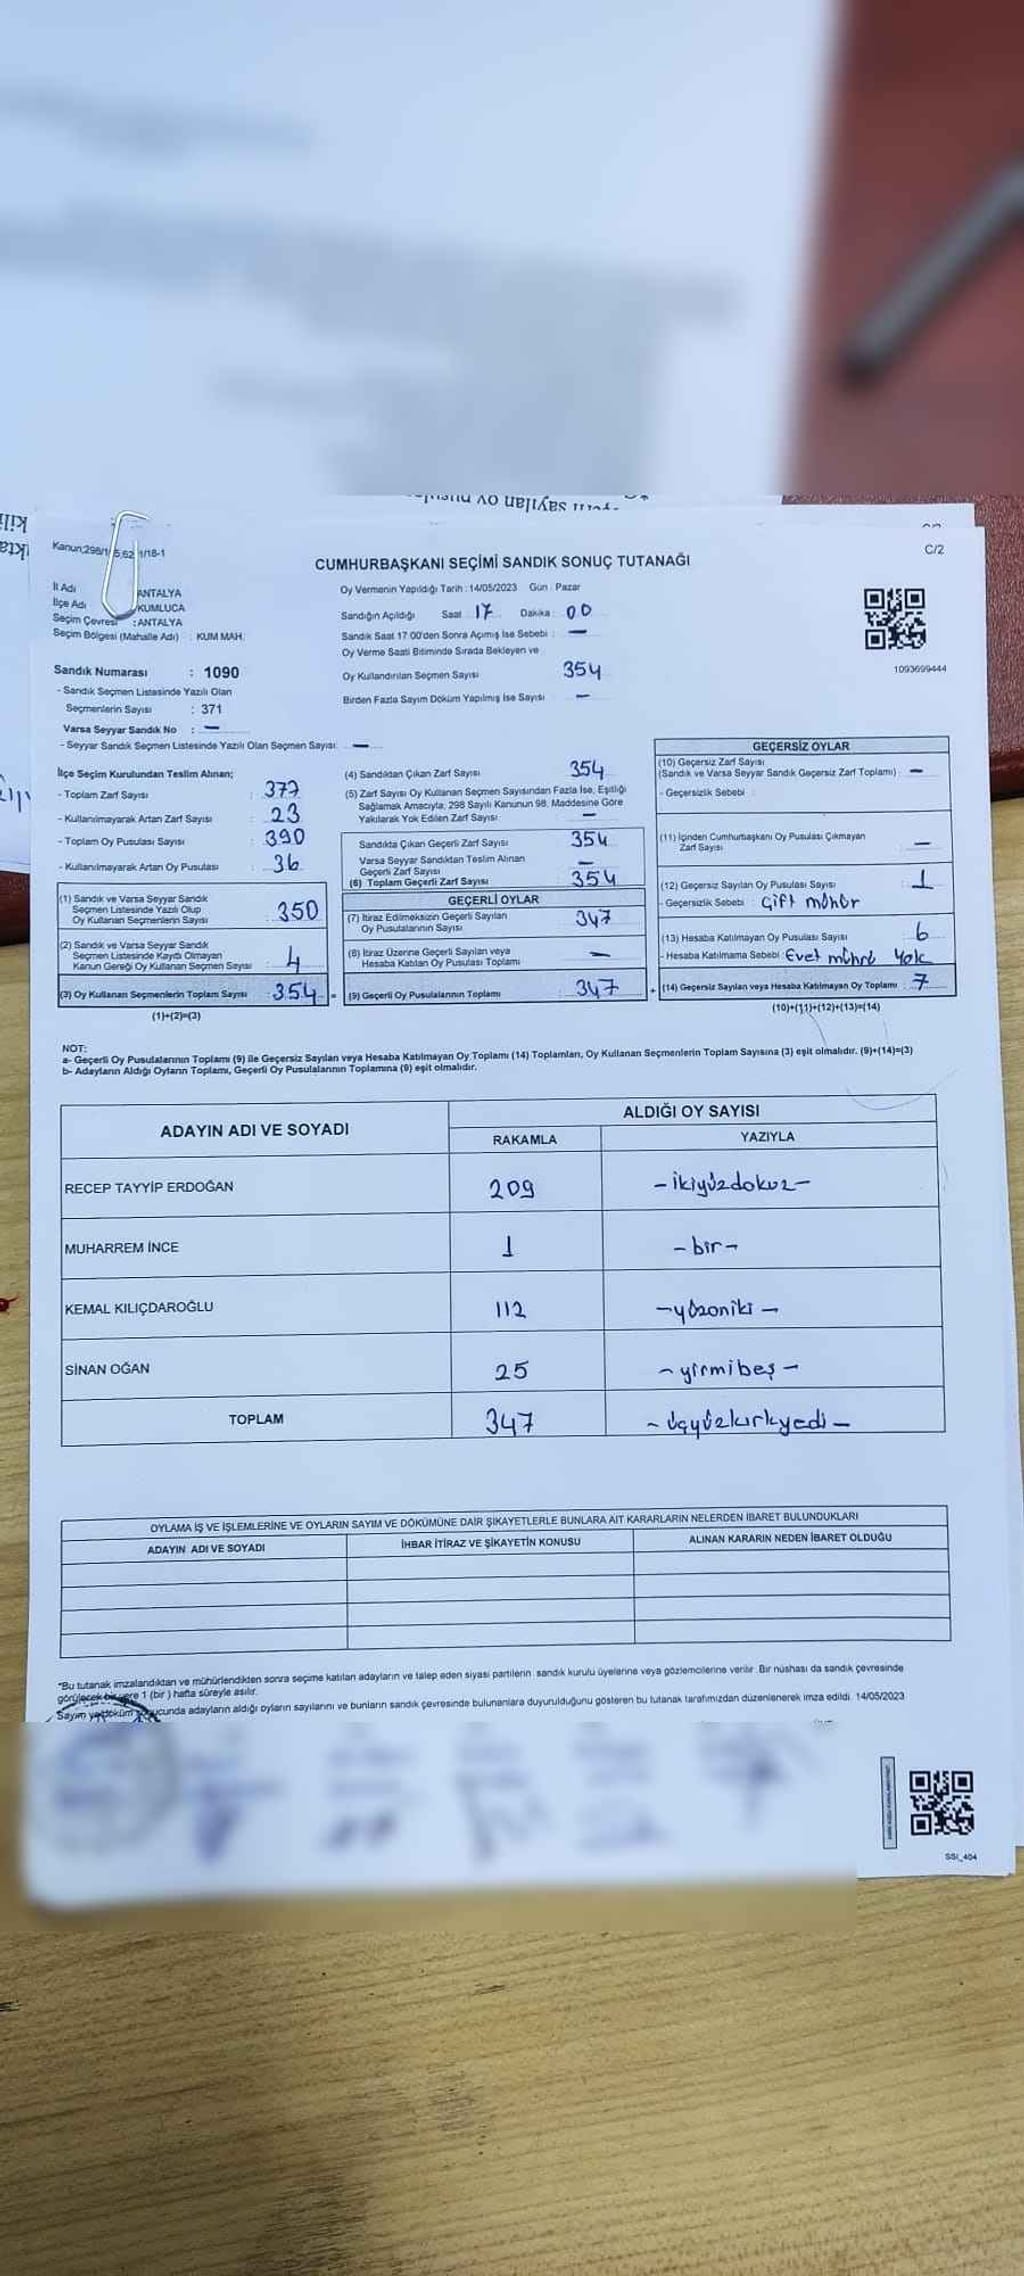 C/2
Kanun;298/1
CUMHURBAŞKANI SEÇİMİ SANDIK SONUÇ TUTANAĞI
İl Adı ANTALYA
İlçe Adı KUMLUCA
Seçim Çevresi : ANTALYA
Seçim Bölgesi (Mahalle Adı) : KUM MAH.
Oy Vermenin Yapıldığı Tarih : 14/05/2023 Gün : Pazar
Sandığın Açıldığı Saat 17 Dakika : 00
Sandık Saat 17.00'den Sonra Açımış İse Sebebi : —
Oy Verme Saati Bitiminde Sırada Bekleyen ve
Oy Kullandırılan Seçmen Sayısı 354
Birden Fazla Sayım Döküm Yapılmış İse Sayısı —
1093699444
Sandık Numarası : 1090
- Sandık Seçmen Listesinde Yazılı Olan
Seçmenlerin Sayısı : 371
Varsa Seyyar Sandık No : —
- Seyyar Sandık Seçmen Listesinde Yazılı Olan Seçmen Sayısı: —
İlçe Seçim Kurulundan Teslim Alınan;
- Toplam Zarf Sayısı : 377
- Kullanılmayarak Artan Zarf Sayısı : 23
- Toplam Oy Pusulası Sayısı : 390
- Kullanılmayarak Artan Oy Pusulası : 36
(1) Sandık ve Varsa Seyyar Sandık
Seçmen Listesinde Yazılı Olup
Oy Kullanan Seçmenlerin Sayısı : 350
(2) Sandık ve Varsa Seyyar Sandık
Seçmen Listesinde Kaydı Olmayan
Kanun Gereği Oy Kullanan Seçmen Sayısı : 4
(3) Oy Kullanan Seçmenlerin Toplam Sayısı : 354
(1)+(2)=(3)
(4) Sandıktan Çıkan Zarf Sayısı 354
(5) Zarf Sayısı Oy Kullanan Seçmen Sayısından Fazla İse, Eşitliği
Sağlamak Amacıyla, 298 Sayılı Kanunun 98. Maddesine Göre
Yakılarak Yok Edilen Zarf Sayısı —
Sandıkta Çıkan Geçerli Zarf Sayısı 354
Varsa Seyyar Sandıktan Teslim Alınan
Geçerli Zarf Sayısı —
(6) Toplam Geçerli Zarf Sayısı 354
GEÇERLİ OYLAR
(7) İtiraz Edilmeksizin Geçerli Sayılan
Oy Pusulalarının Sayısı 347
(8) İtiraz Üzerine Geçerli Sayılan veya
Hesaba Katılan Oy Pusulası Toplamı —
= (9) Geçerli Oy Pusulalarının Toplamı : 347
GEÇERSİZ OYLAR
(10) Geçersiz Zarf Sayısı
(Sandık ve Varsa Seyyar Sandık Geçersiz Zarf Toplamı) : —
- Geçersizlik Sebebi :
(11) İçinden Cumhurbaşkanı Oy Pusulası Çıkmayan
Zarf Sayısı —
(12) Geçersiz Sayılan Oy Pusulası Sayısı : 1
- Geçersizlik Sebebi : Çift mühür
(13) Hesaba Katılmayan Oy Pusulası Sayısı 6
- Hesaba Katılmama Sebebi : Evet mührü yok
+ (14) Geçersiz Sayılan veya Hesaba Katılmayan Oy Toplamı : 7
(10)+(11)+(12)+(13)=(14)
NOT:
a- Geçerli Oy Pusulalarının Toplamı (9) ile Geçersiz Sayılan veya Hesaba Katılmayan Oy Toplamı (14) Toplamları, Oy Kullanan Seçmenlerin Toplam Sayısına (3) eşit olmalıdır. (9)+(14)=(3)
b- Adayların Aldığı Oyların Toplamı, Geçerli Oy Pusulalarının Toplamına (9) eşit olmalıdır.
ADAYIN ADI VE SOYADI ALDIĞI OY SAYISI
RAKAMLA YAZIYLA
RECEP TAYYİP ERDOĞAN 209 -ikiyüzdokuz-
MUHARREM İNCE 1 -bir-
KEMAL KILIÇDAROĞLU 112 -yüzoniki-
SİNAN OĞAN 25 -yirmibeş-
TOPLAM 347 -üçyüzkırkyedi-
OYLAMA İŞ VE İŞLEMLERİNE VE OYLARIN SAYIM VE DÖKÜMÜNE DAİR ŞİKAYETLERLE BUNLARA AİT KARARLARIN NELERDEN İBARET BULUNDUKLARI
ADAYIN ADI VE SOYADI İHBAR İTİRAZ VE ŞİKAYETİN KONUSU ALINAN KARARIN NEDEN İBARET OLDUĞU
*Bu tutanak imzalandıktan ve mühürlendikten sonra seçime katılan adayların ve talep eden siyasi partilerin sandık kurulu üyelerine veya gözlemcilerine verilir. Bir nüshası da sandık çevresinde
görülecek bir yere 1 (bir ) hafta süreyle asılır.
Sayım ve döküm sonucunda adayların aldığı oyların sayılarını ve bunların sandık çevresinde bulunanlara duyurulduğunu gösteren bu tutanak tarafımızdan düzenlenerek imza edildi. 14/05/2023
SSI_404